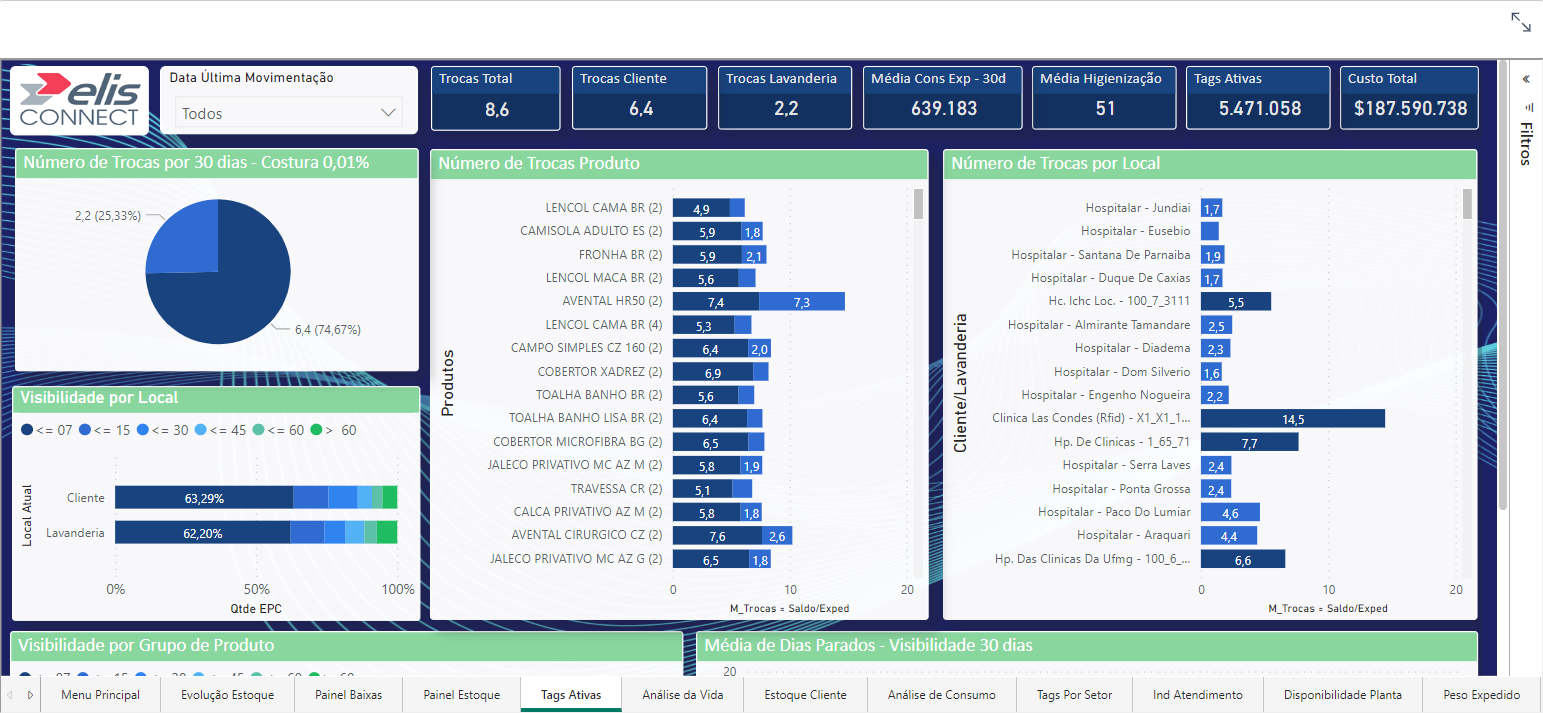 elis
CONNECT
Data Última Movimentação
Todos
Trocas Total
8,6
Trocas Cliente
6,4
Trocas Lavanderia
2,2
Média Cons Exp - 30d
639.183
Média Higienização
51
Tags Ativas
5.471.058
Custo Total
$187.590.738
Filtros
Número de Trocas por 30 dias - Costura 0,01%
2,2 (25,33%)
6,4 (74,67%)
Visibilidade por Local
<= 07 <= 15 <= 30 <= 45 <= 60 > 60
Local Atual
Cliente 63,29%
Lavanderia 62,20%
0% 50% 100%
Qtde EPC
Número de Trocas Produto
Produtos
LENCOL CAMA BR (2) 4,9
CAMISOLA ADULTO ES (2) 5,9 1,8
FRONHA BR (2) 5,9 2,1
LENCOL MACA BR (2) 5,6
AVENTAL HR50 (2) 7,4 7,3
LENCOL CAMA BR (4) 5,3
CAMPO SIMPLES CZ 160 (2) 6,4 2,0
COBERTOR XADREZ (2) 6,9
TOALHA BANHO BR (2) 5,6
TOALHA BANHO LISA BR (2) 6,4
COBERTOR MICROFIBRA BG (2) 6,5
JALECO PRIVATIVO MC AZ M (2) 5,8 1,9
TRAVESSA CR (2) 5,1
CALCA PRIVATIVO AZ M (2) 5,8 1,8
AVENTAL CIRURGICO CZ (2) 7,6 2,6
JALECO PRIVATIVO MC AZ G (2) 6,5 1,8
0 10 20
M_Trocas = Saldo/Exped
Número de Trocas por Local
Cliente/Lavanderia
Hospitalar - Jundiai 1,7
Hospitalar - Eusebio
Hospitalar - Santana De Parnaiba 1,9
Hospitalar - Duque De Caxias 1,7
Hc. Ichc Loc. - 100_7_3111 5,5
Hospitalar - Almirante Tamandare 2,5
Hospitalar - Diadema 2,3
Hospitalar - Dom Silverio 1,6
Hospitalar - Engenho Nogueira 2,2
Clinica Las Condes (Rfid) - X1_X1_1... 14,5
Hp. De Clinicas - 1_65_71 7,7
Hospitalar - Serra Laves 2,4
Hospitalar - Ponta Grossa 2,4
Hospitalar - Paco Do Lumiar 4,6
Hospitalar - Araquari 4,4
Hp. Das Clinicas Da Ufmg - 100_6_... 6,6
0 10 20
M_Trocas = Saldo/Exped
Visibilidade por Grupo de Produto
Média de Dias Parados - Visibilidade 30 dias
20
Menu Principal
Evolução Estoque
Painel Baixas
Painel Estoque
Tags Ativas
Análise da Vida
Estoque Cliente
Análise de Consumo
Tags Por Setor
Ind Atendimento
Disponibilidade Planta
Peso Expedido